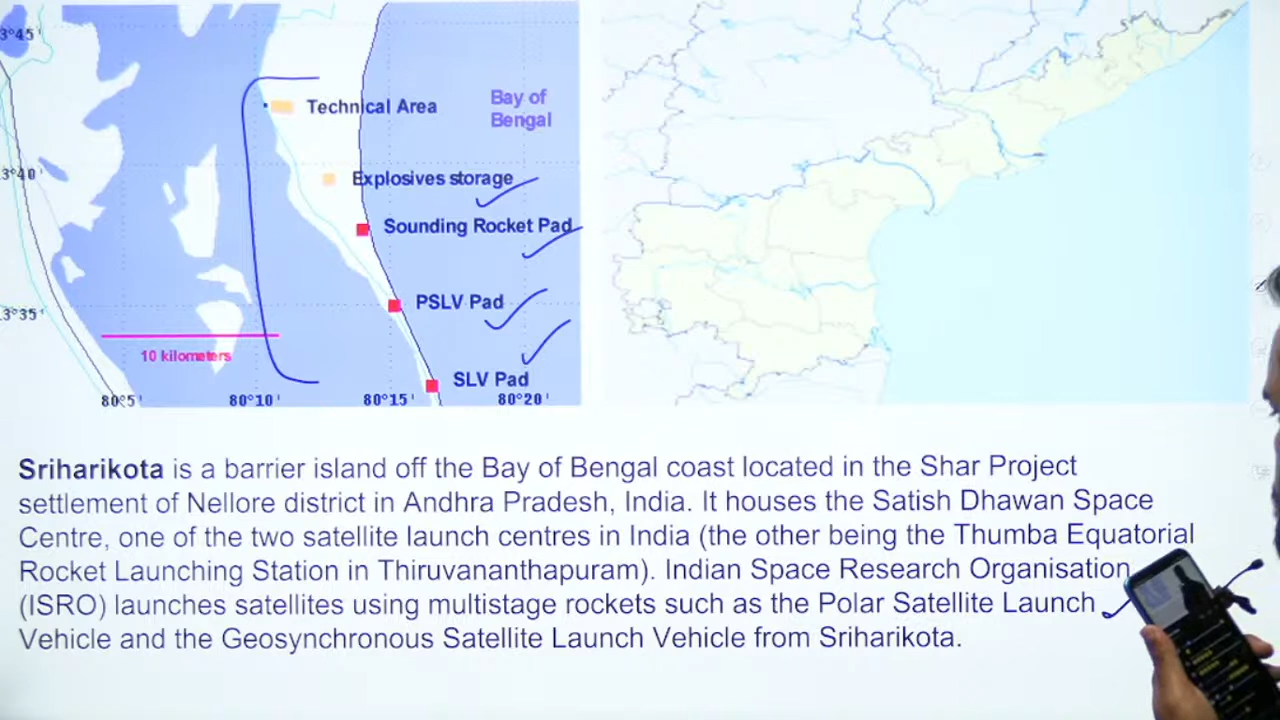 3°45'
Technical Area
Bay of
Bengal
3°40'
Explosives storage
Sounding Rocket Pad
3°35'
PSLV Pad
10 kilometers
SLV Pad
80°5'
80°10'
80°15'
80°20'
Sriharikota is a barrier island off the Bay of Bengal coast located in the Shar Project
settlement of Nellore district in Andhra Pradesh, India. It houses the Satish Dhawan Space
Centre, one of the two satellite launch centres in India (the other being the Thumba Equatorial
Rocket Launching Station in Thiruvananthapuram). Indian Space Research Organisation
(ISRO) launches satellites using multistage rockets such as the Polar Satellite Launch
Vehicle and the Geosynchronous Satellite Launch Vehicle from Sriharikota.